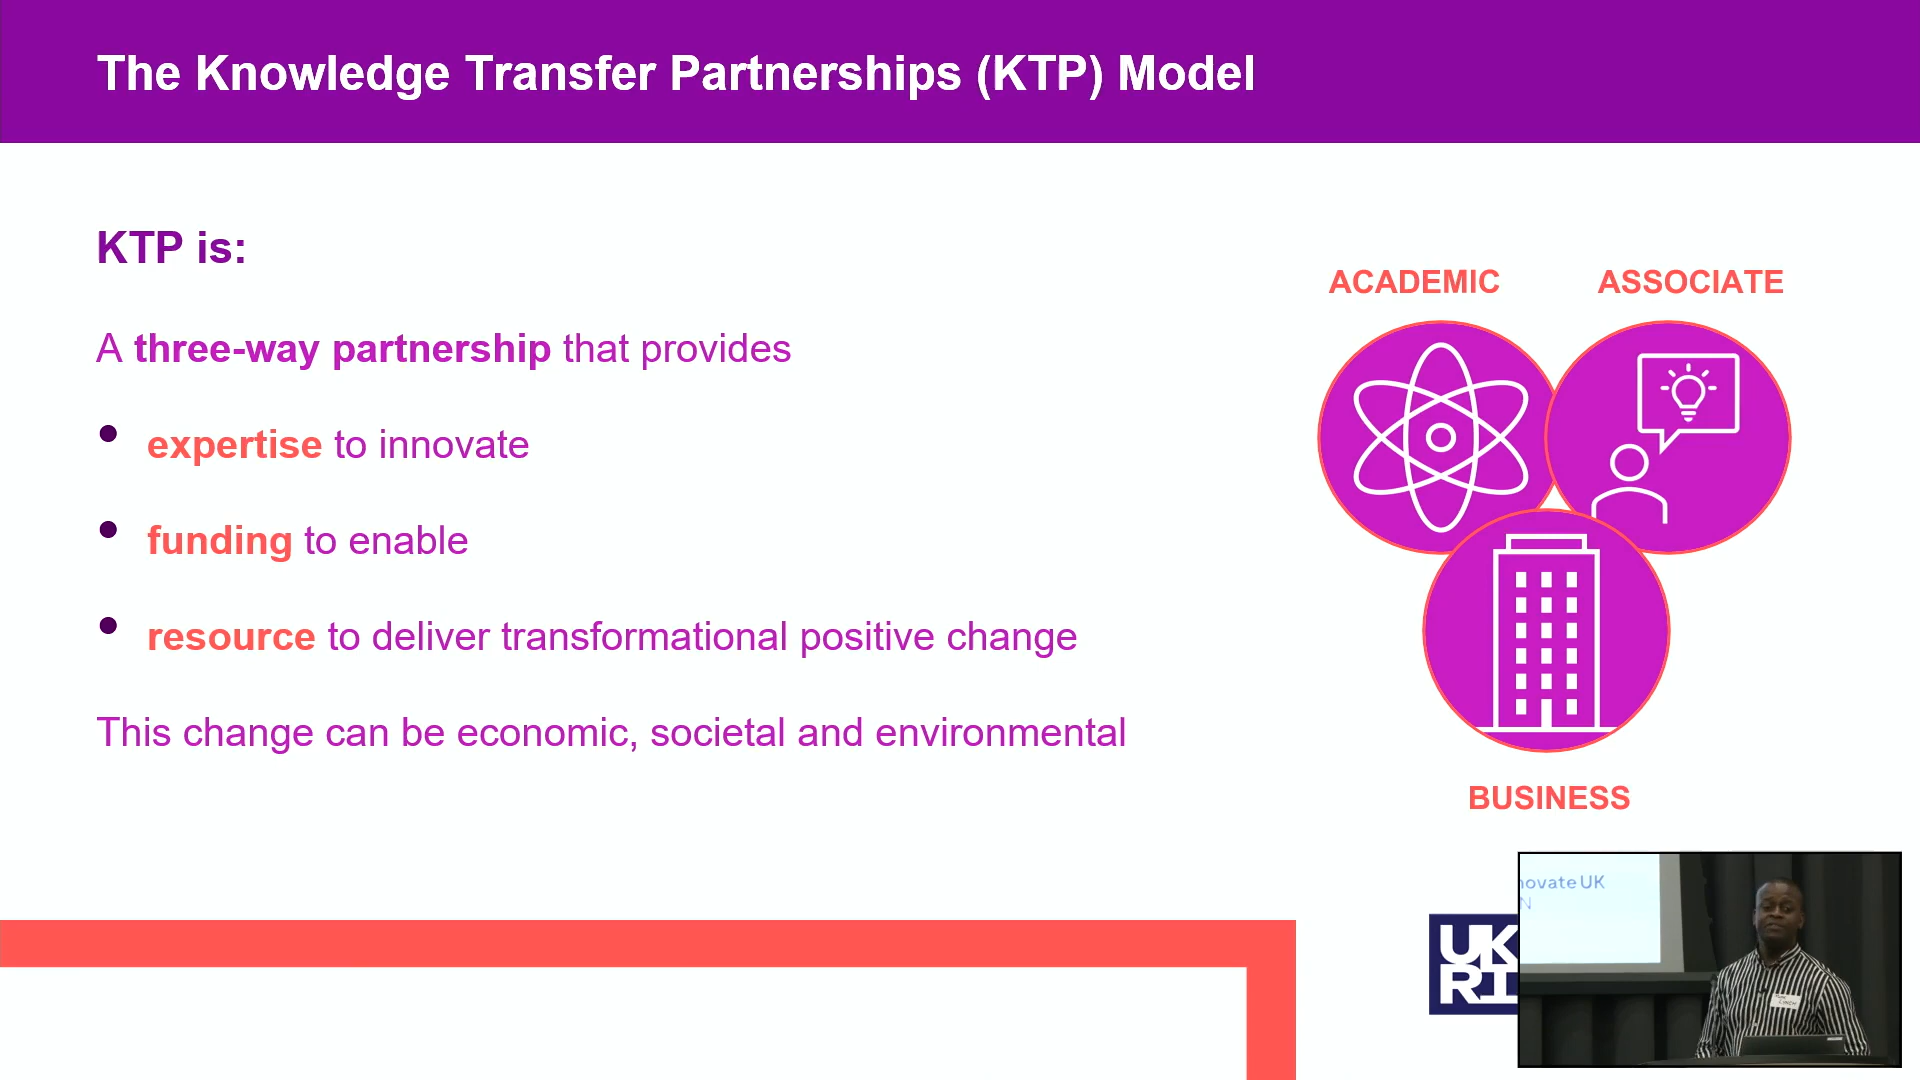 The Knowledge Transfer Partnerships (KTP) Model
KTP is:
A three-way partnership that provides
• expertise to innovate
• funding to enable
• resource to deliver transformational positive change
This change can be economic, societal and environmental
ACADEMIC
ASSOCIATE
BUSINESS
UK
RI
novate UK
N